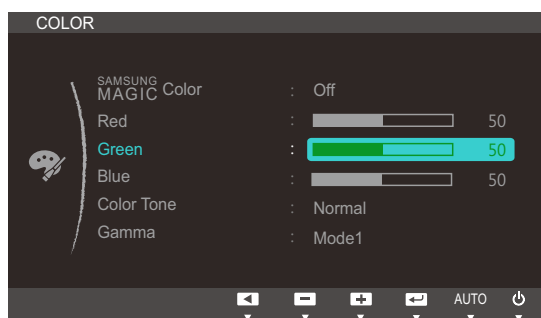 COLOR
SAMSUNG MAGIC Color : Off
Red : 50
Green : 50
Blue : 50
Color Tone : Normal
Gamma : Mode1
AUTO